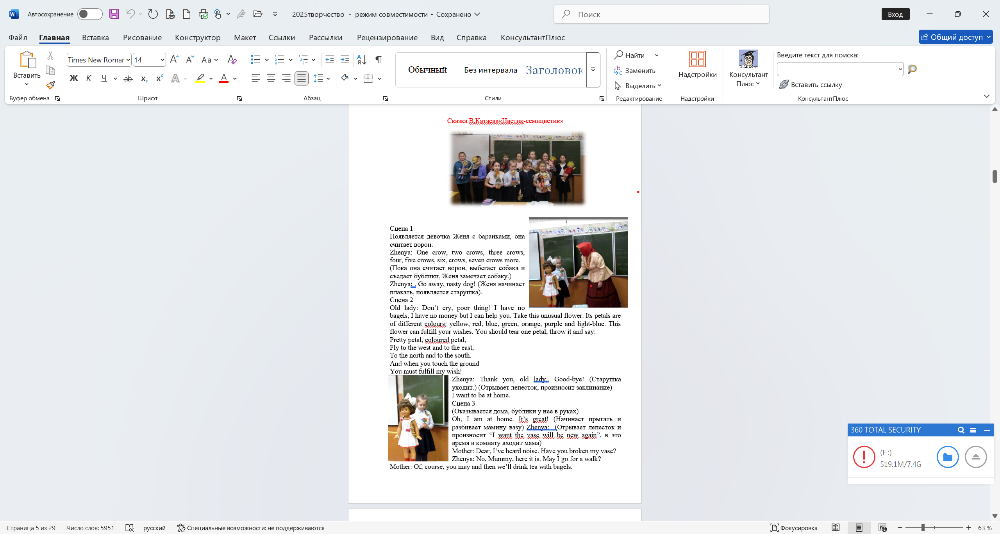 Автосохранение
2025творчество - режим совместимости • Сохранено
Поиск
Вход
Файл Главная Вставка Рисование Конструктор Макет Ссылки Рассылки Рецензирование Вид Справка КонсультантПлюс
Общий доступ
Вставить
Буфер обмена
Times New Romar 14
Шрифт
Абзац
Обычный Без интервала Заголовок
Стили
Найти
Заменить
Выделить
Редактирование
Надстройки
Надстройки
Консультант
Плюс
Введите текст для поиска:
Вставить ссылку
КонсультантПлюс
Сказка В.Катаева«Цветик-семицветик»
Сцена 1
Появляется девочка Женя с баранками, она
считает ворон.
Zhenya: One crow, two crows, three crows,
four, five crows, six, crows, seven crows more.
(Пока она считает ворон, выбегает собака и
съедает бублики, Женя замечает собаку.)
Zhenya: . Go away, nasty dog! (Женя начинает
плакать, появляется старушка).
Сцена 2
Old lady: Don’t cry, poor thing! I have no
bagels, I have no money but I can help you. Take this unusual flower. Its petals are
of different colours: yellow, red, blue, green, orange, purple and light-blue. This
flower can fulfill your wishes. You should tear one petal, throw it and say:
Pretty petal, coloured petal,
Fly to the west and to the east,
To the north and to the south.
And when you touch the ground
You must fulfill my wish!
Zhenya: Thank you, old lady.. Good-bye! (Старушка
уходит.) (Отрывает лепесток, произносит заклинание)
I want to be at home.
Сцена 3
(Оказывается дома, бублики у нее в руках)
Oh, I am at home. It’s great! (Начинает прыгать и
разбивает мамину вазу) Zhenya: (Отрывает лепесток и
произносит “I want the vase will be new again”, в это
время в комнату входит мама)
Mother: Dear, I’ve heard noise. Have you broken my vase?
Zhenya: No, Mummy, here it is. May I go for a walk?
Mother: Of, course, you may and then we’ll drink tea with bagels.
360 TOTAL SECURITY
(F :)
519.1M/7.4G
Страница 5 из 29 Число слов: 5951 русский Специальные возможности: не поддерживаются
Фокусировка 63 %